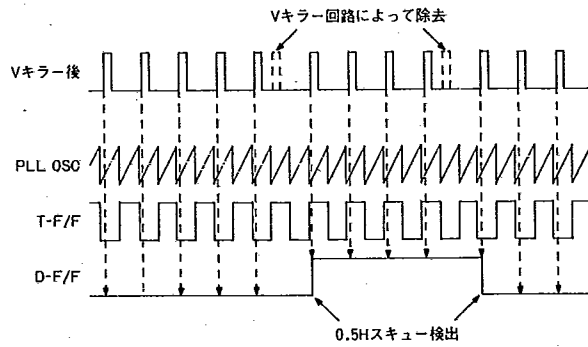 Vキラー回路によって除去
Vキラー後
PLL OSC
T-F/F
D-F/F
0.5Hスキュー検出